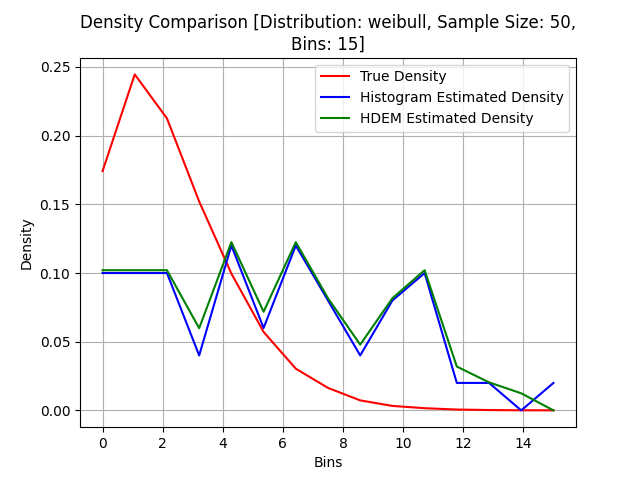 Density Comparison [Distribution: weibull, Sample Size: 50,
Bins: 15]
True Density
Histogram Estimated Density
HDEM Estimated Density
Density
0.25
0.20
0.15
0.10
0.05
0.00
0 2 4 6 8 10 12 14
Bins